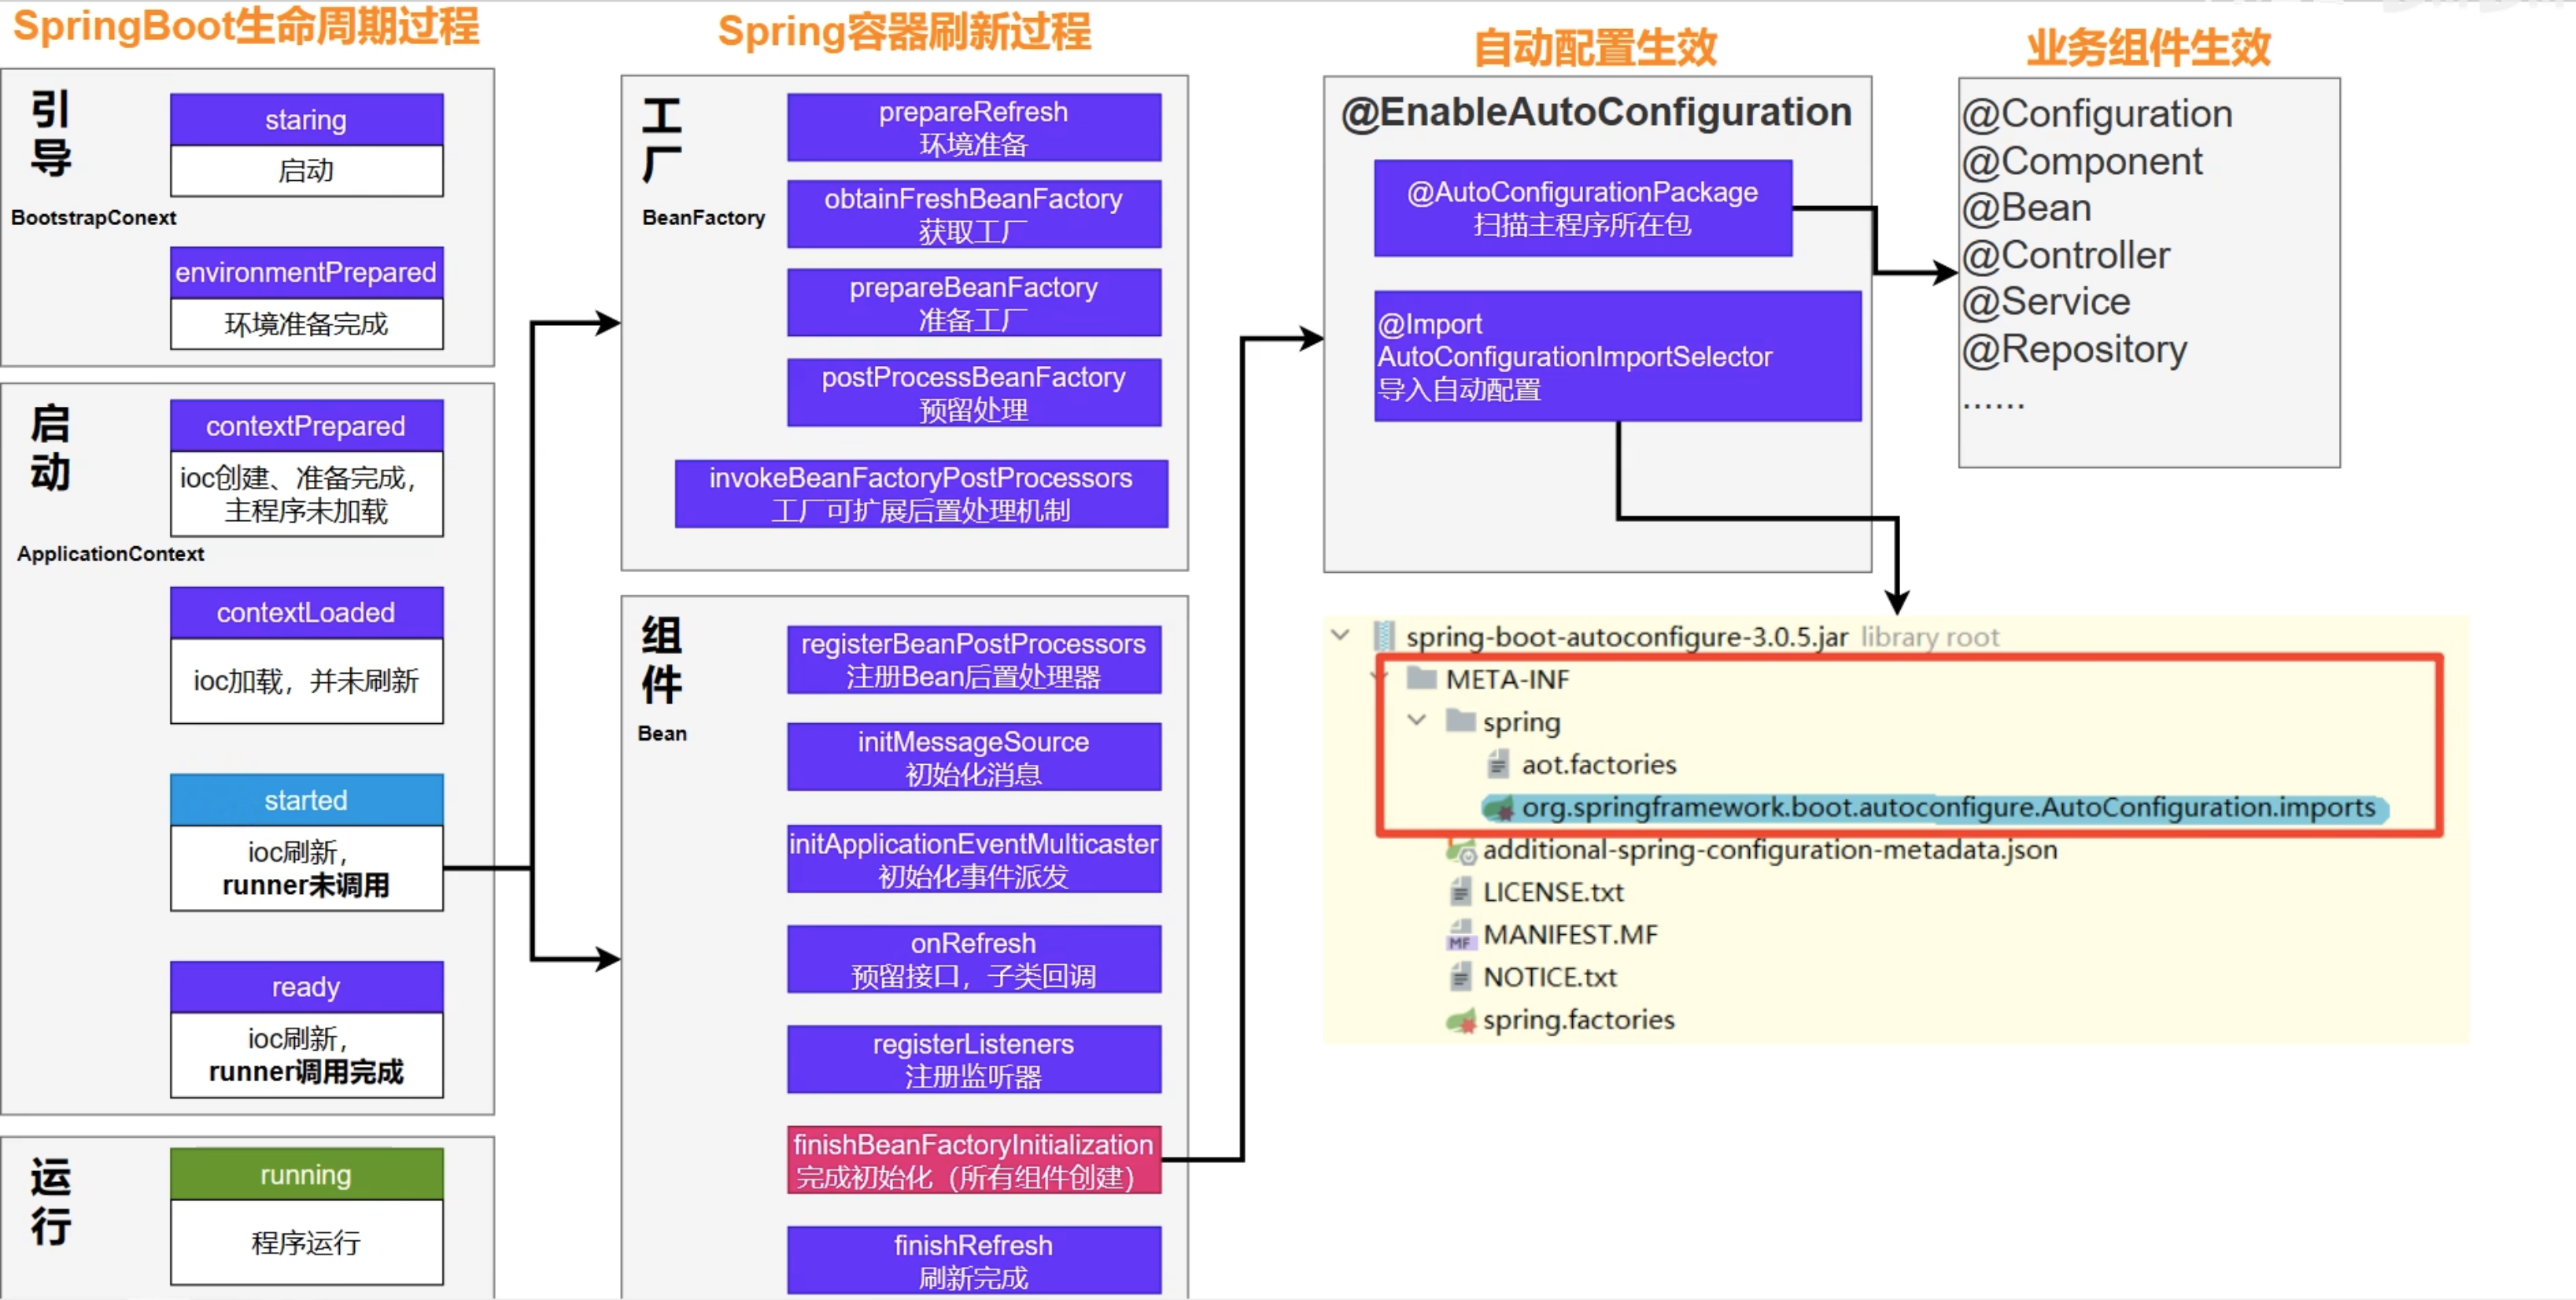 SpringBoot生命周期过程
引
导
staring
启动
BootstrapConext
environmentPrepared
环境准备完成
启
动
contextPrepared
ioc创建、准备完成，
主程序未加载
ApplicationContext
contextLoaded
ioc加载，并未刷新
started
ioc刷新，
runner未调用
ready
ioc刷新，
runner调用完成
运
行
running
程序运行
Spring容器刷新过程
工
厂
BeanFactory
prepareRefresh
环境准备
obtainFreshBeanFactory
获取工厂
prepareBeanFactory
准备工厂
postProcessBeanFactory
预留处理
invokeBeanFactoryPostProcessors
工厂可扩展后置处理机制
组
件
Bean
registerBeanPostProcessors
注册Bean后置处理器
initMessageSource
初始化消息
initApplicationEventMulticaster
初始化事件派发
onRefresh
预留接口，子类回调
registerListeners
注册监听器
finishBeanFactoryInitialization
完成初始化（所有组件创建）
finishRefresh
刷新完成
自动配置生效
@EnableAutoConfiguration
@AutoConfigurationPackage
扫描主程序所在包
@Import
AutoConfigurationImportSelector
导入自动配置
业务组件生效
@Configuration
@Component
@Bean
@Controller
@Service
@Repository
......
spring-boot-autoconfigure-3.0.5.jar library root
META-INF
spring
aot.factories
org.springframework.boot.autoconfigure.AutoConfiguration.imports
additional-spring-configuration-metadata.json
LICENSE.txt
MF MANIFEST.MF
NOTICE.txt
spring.factories